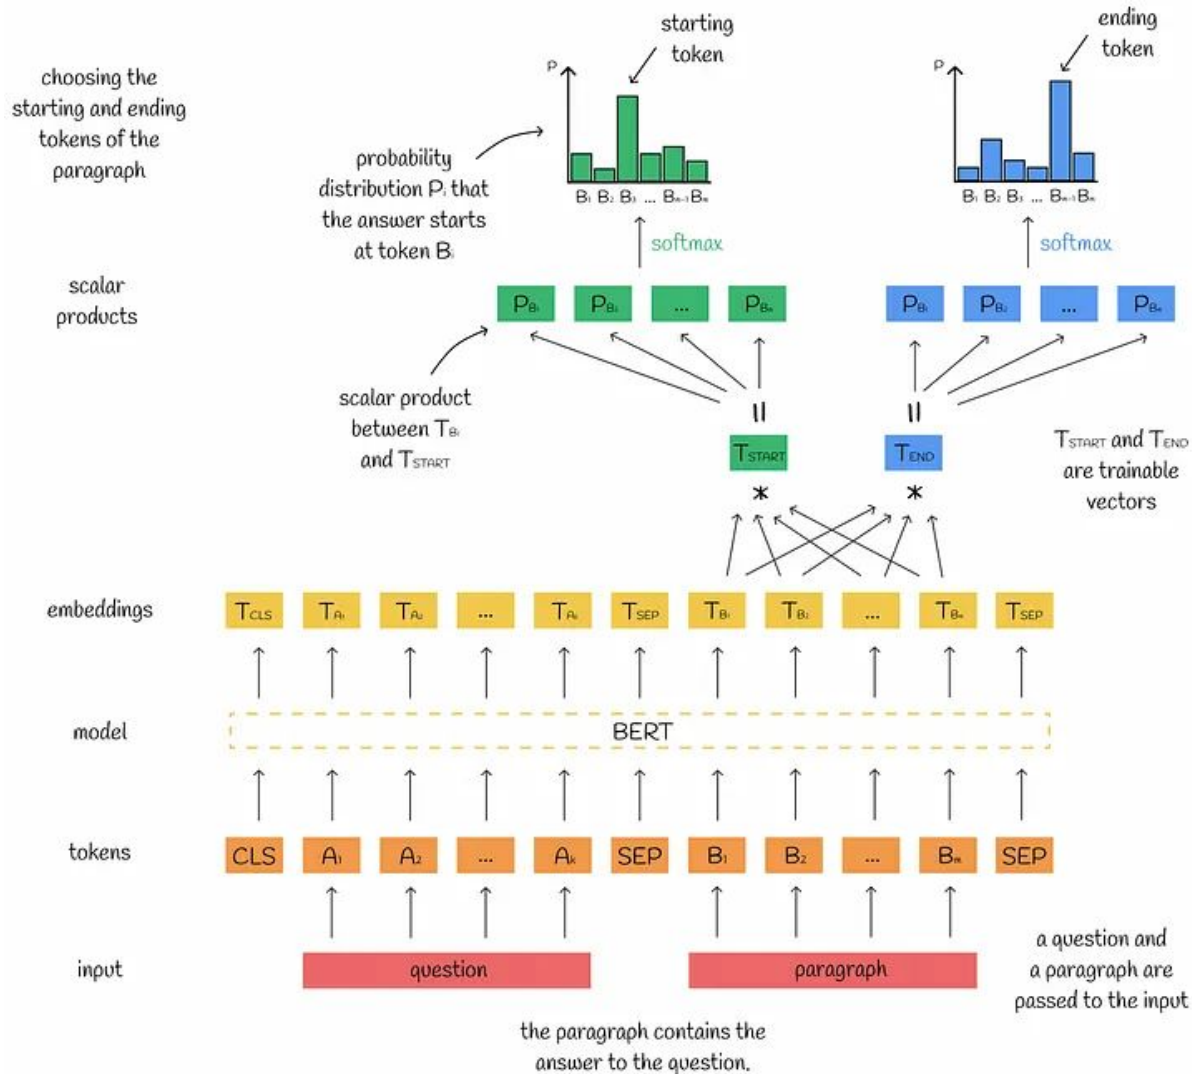 starting
token
ending
token
choosing the
starting and ending
tokens of the
paragraph
P
P
probability
distribution Pᵢ that
the answer starts
at token Bᵢ
B₁ B₂ B₃ ... Bₘ₋₁ Bₘ
B₁ B₂ B₃ ... Bₘ₋₁ Bₘ
softmax
softmax
scalar
products
P_B₁ P_B₂ ... P_Bₘ
P_B₁ P_B₂ ... P_Bₘ
scalar product
between T_Bᵢ
and T_START
=
=
T_START
T_END
T_START and T_END
are trainable
vectors
*
*
embeddings
T_CLS T_A₁ T_A₂ ... T_Aₖ T_SEP T_B₁ T_B₂ ... T_Bₘ T_SEP
model
BERT
tokens
CLS A₁ A₂ ... Aₖ SEP B₁ B₂ ... Bₘ SEP
input
question
paragraph
a question and
a paragraph are
passed to the input
the paragraph contains the
answer to the question.